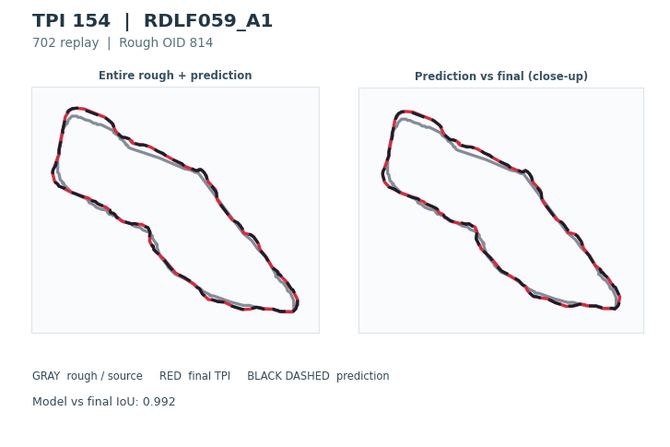 TPI 154 | RDLF059_A1
702 replay | Rough OID 814
Entire rough + prediction
Prediction vs final (close-up)
GRAY rough / source RED final TPI BLACK DASHED prediction
Model vs final IoU: 0.992